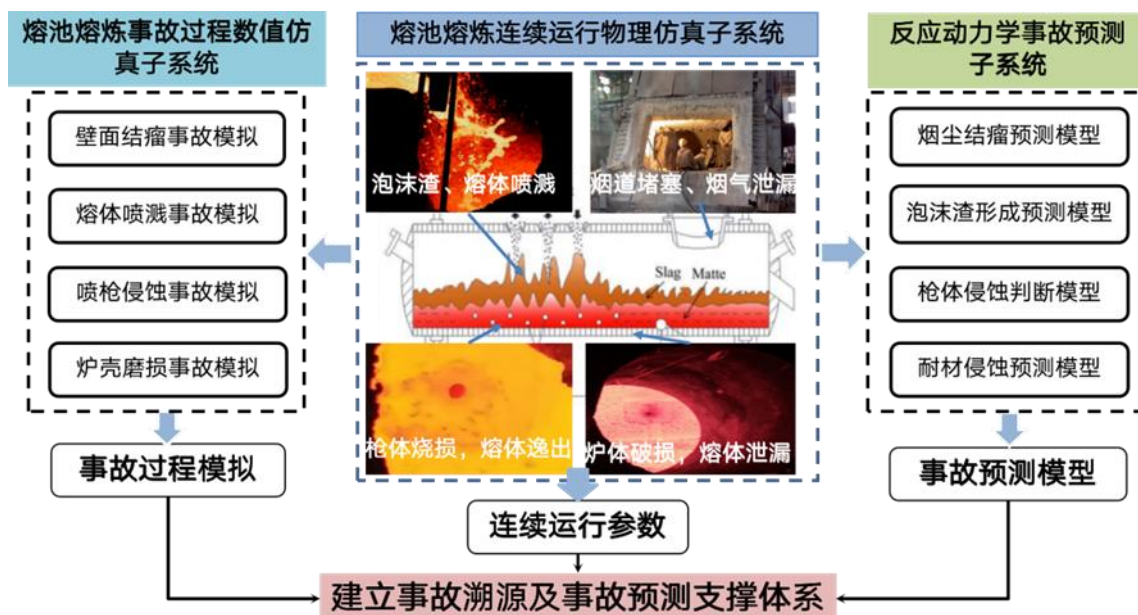 熔池熔炼事故过程数值仿
真子系统
壁面结瘤事故模拟
熔体喷溅事故模拟
喷枪侵蚀事故模拟
炉壳磨损事故模拟
事故过程模拟
熔池熔炼连续运行物理仿真子系统
泡沫渣、熔体喷溅
烟道堵塞、烟气泄漏
Slag
Matte
枪体烧损，熔体逸出
炉体破损，熔体泄漏
连续运行参数
反应动力学事故预测
子系统
烟尘结瘤预测模型
泡沫渣形成预测模型
枪体侵蚀判断模型
耐材侵蚀预测模型
事故预测模型
建立事故溯源及事故预测支撑体系